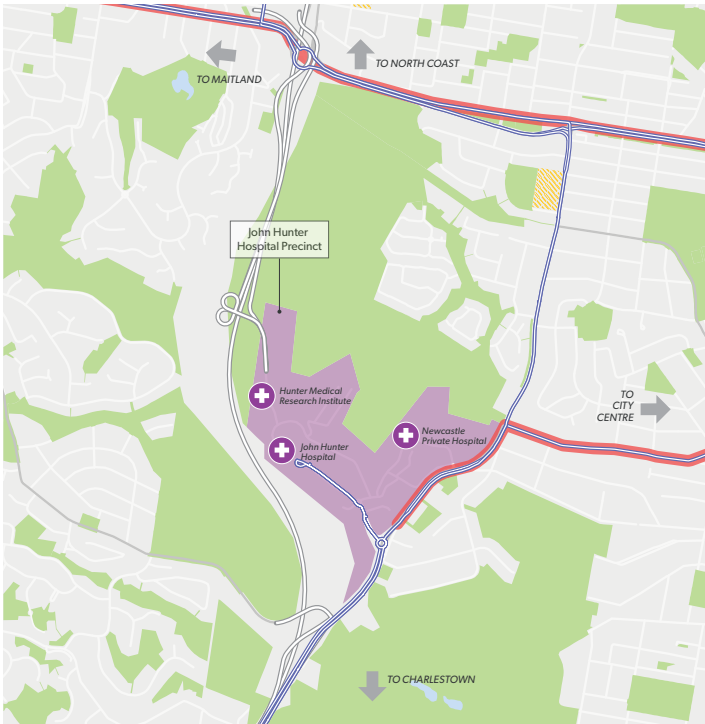 TO MAITLAND
TO NORTH COAST
John Hunter
Hospital Precinct
Hunter Medical
Research Institute
TO
CITY
CENTRE
Newcastle
Private Hospital
John Hunter
Hospital
TO CHARLESTOWN